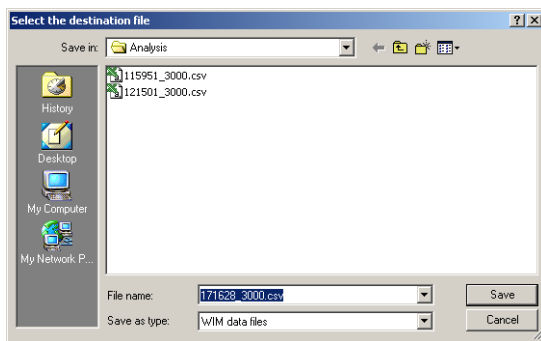 Select the destination file
Save in: Analysis
115951_3000.csv
121501_3000.csv
History
Desktop
My Computer
My Network P...
File name: 171628_3000.csv Save
Save as type: WIM data files Cancel